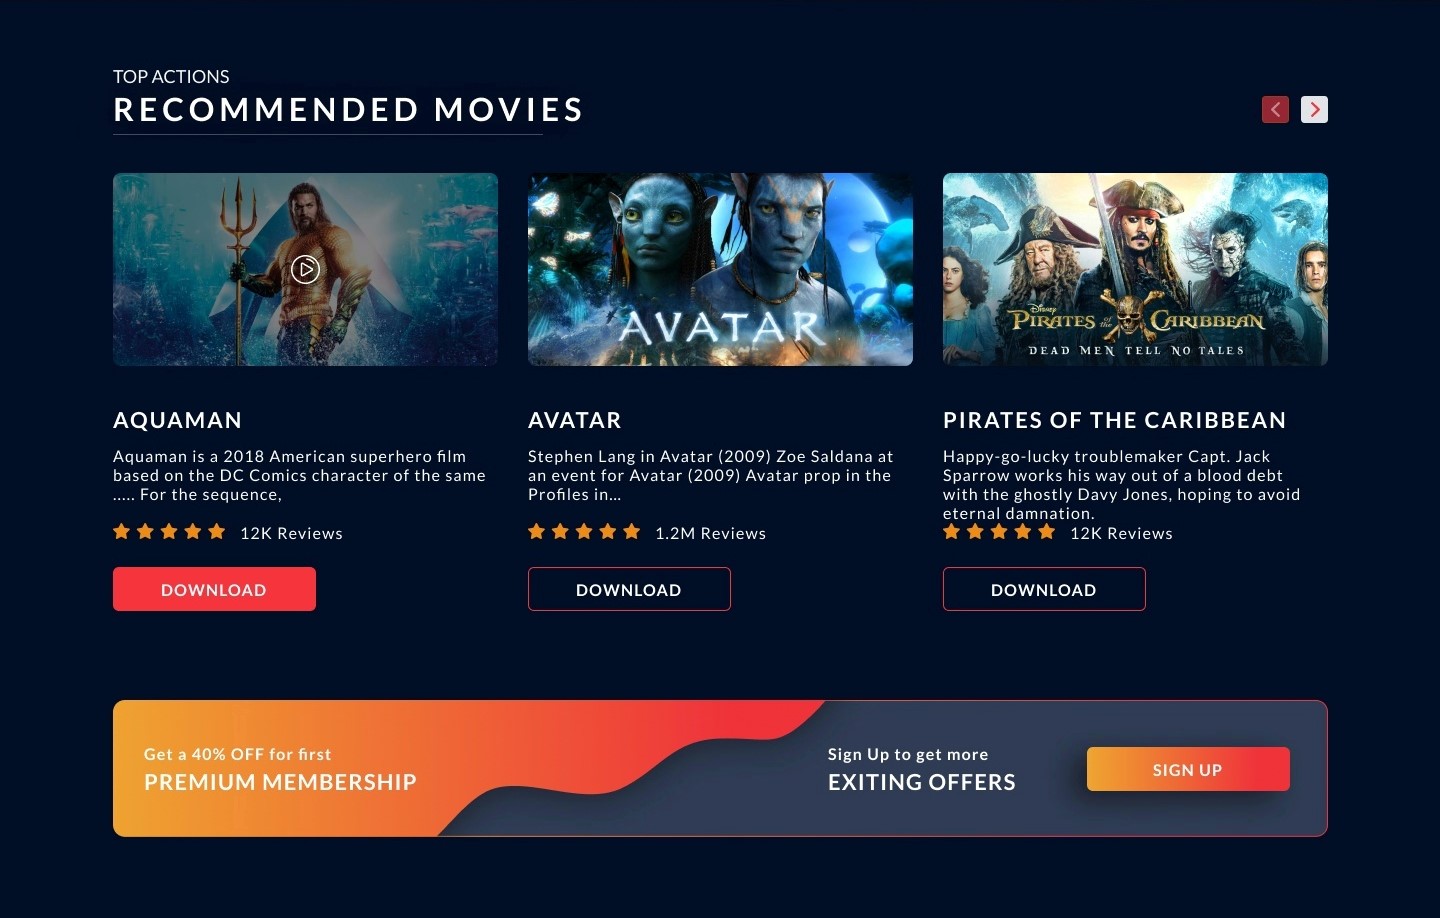 TOP ACTIONS
RECOMMENDED MOVIES
AVATAR
Disney
PIRATES of the CARIBBEAN
DEAD MEN TELL NO TALES
AQUAMAN
Aquaman is a 2018 American superhero film
based on the DC Comics character of the same
..... For the sequence,
12K Reviews
DOWNLOAD
AVATAR
Stephen Lang in Avatar (2009) Zoe Saldana at
an event for Avatar (2009) Avatar prop in the
Profiles in...
1.2M Reviews
DOWNLOAD
PIRATES OF THE CARIBBEAN
Happy-go-lucky troublemaker Capt. Jack
Sparrow works his way out of a blood debt
with the ghostly Davy Jones, hoping to avoid
eternal damnation.
12K Reviews
DOWNLOAD
Get a 40% OFF for first
PREMIUM MEMBERSHIP
Sign Up to get more
EXITING OFFERS
SIGN UP